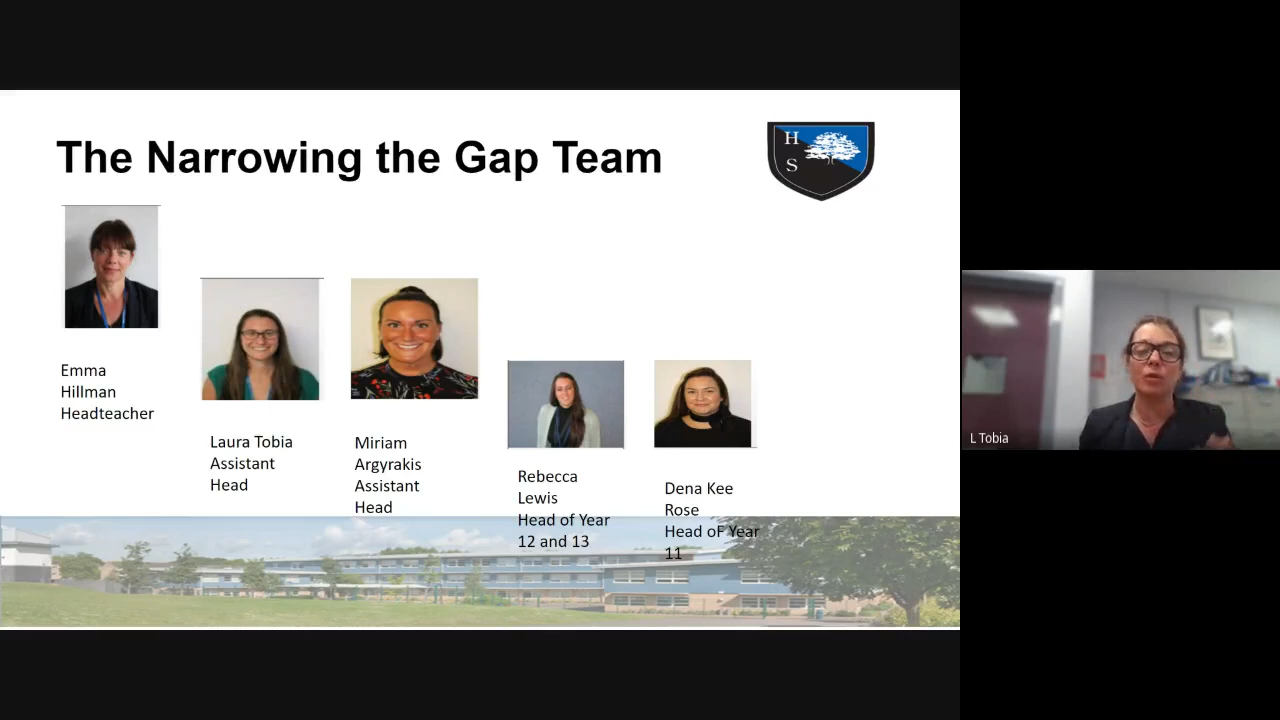 The Narrowing the Gap Team
H
S
Emma
Hillman
Headteacher
Laura Tobia
Assistant
Head
Miriam
Argyrakis
Assistant
Head
Rebecca
Lewis
Head of Year
12 and 13
Dena Kee
Rose
Head oF Year
11
L Tobia